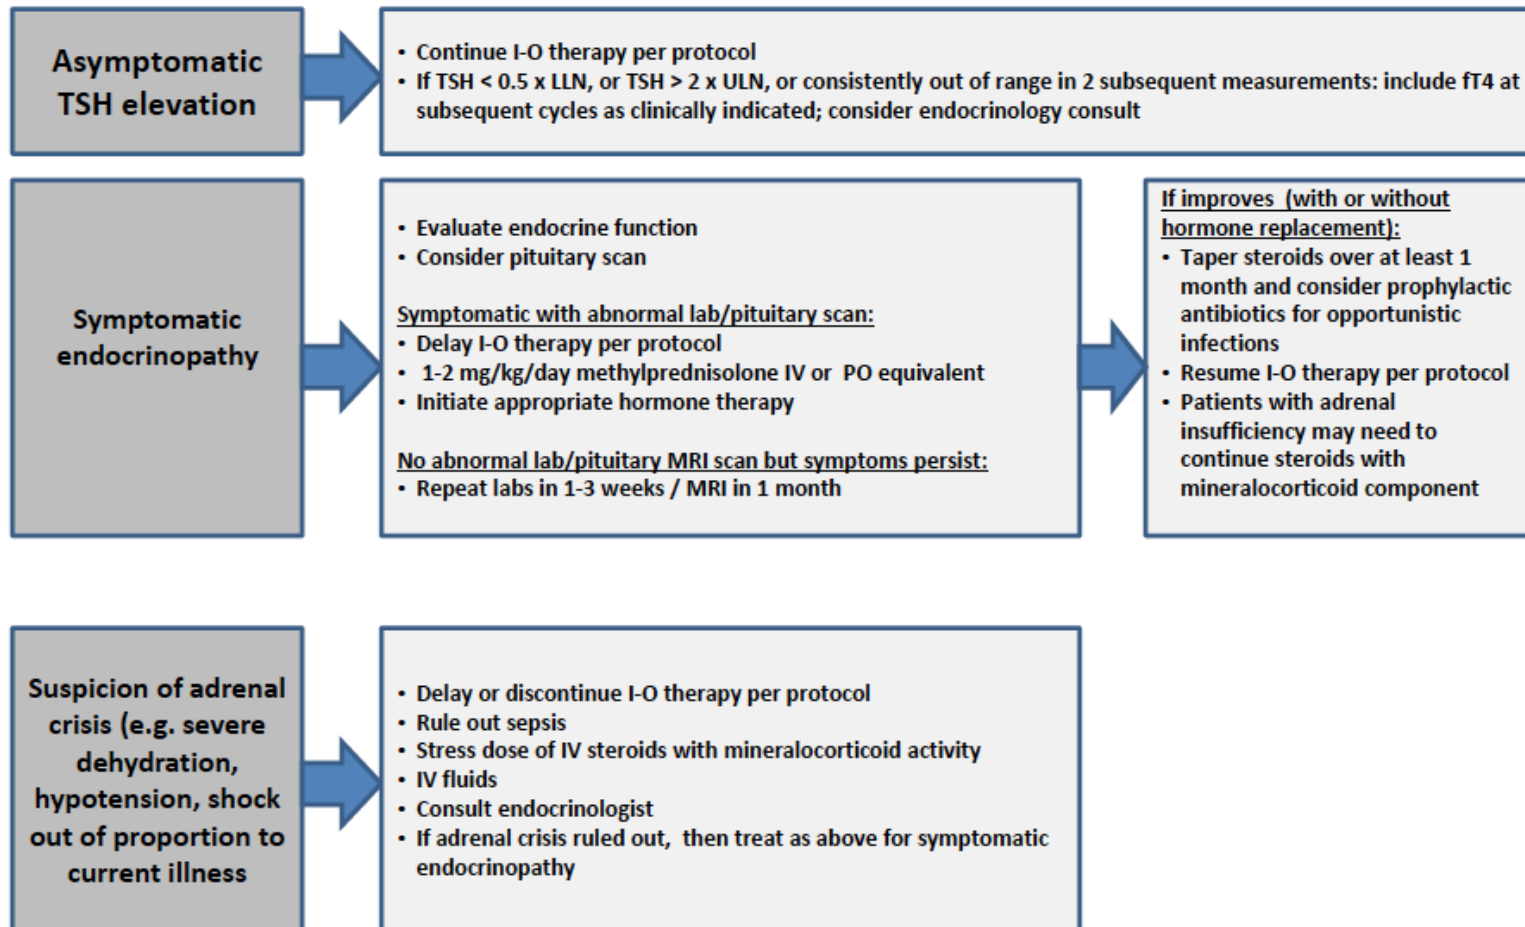 Asymptomatic
TSH elevation
• Continue I-O therapy per protocol
• If TSH < 0.5 x LLN, or TSH > 2 x ULN, or consistently out of range in 2 subsequent measurements: include fT4 at
subsequent cycles as clinically indicated; consider endocrinology consult
Symptomatic
endocrinopathy
• Evaluate endocrine function
• Consider pituitary scan
Symptomatic with abnormal lab/pituitary scan:
• Delay I-O therapy per protocol
• 1-2 mg/kg/day methylprednisolone IV or PO equivalent
• Initiate appropriate hormone therapy
No abnormal lab/pituitary MRI scan but symptoms persist:
• Repeat labs in 1-3 weeks / MRI in 1 month
If improves (with or without
hormone replacement):
• Taper steroids over at least 1
month and consider prophylactic
antibiotics for opportunistic
infections
• Resume I-O therapy per protocol
• Patients with adrenal
insufficiency may need to
continue steroids with
mineralocorticoid component
Suspicion of adrenal
crisis (e.g. severe
dehydration,
hypotension, shock
out of proportion to
current illness
• Delay or discontinue I-O therapy per protocol
• Rule out sepsis
• Stress dose of IV steroids with mineralocorticoid activity
• IV fluids
• Consult endocrinologist
• If adrenal crisis ruled out, then treat as above for symptomatic
endocrinopathy